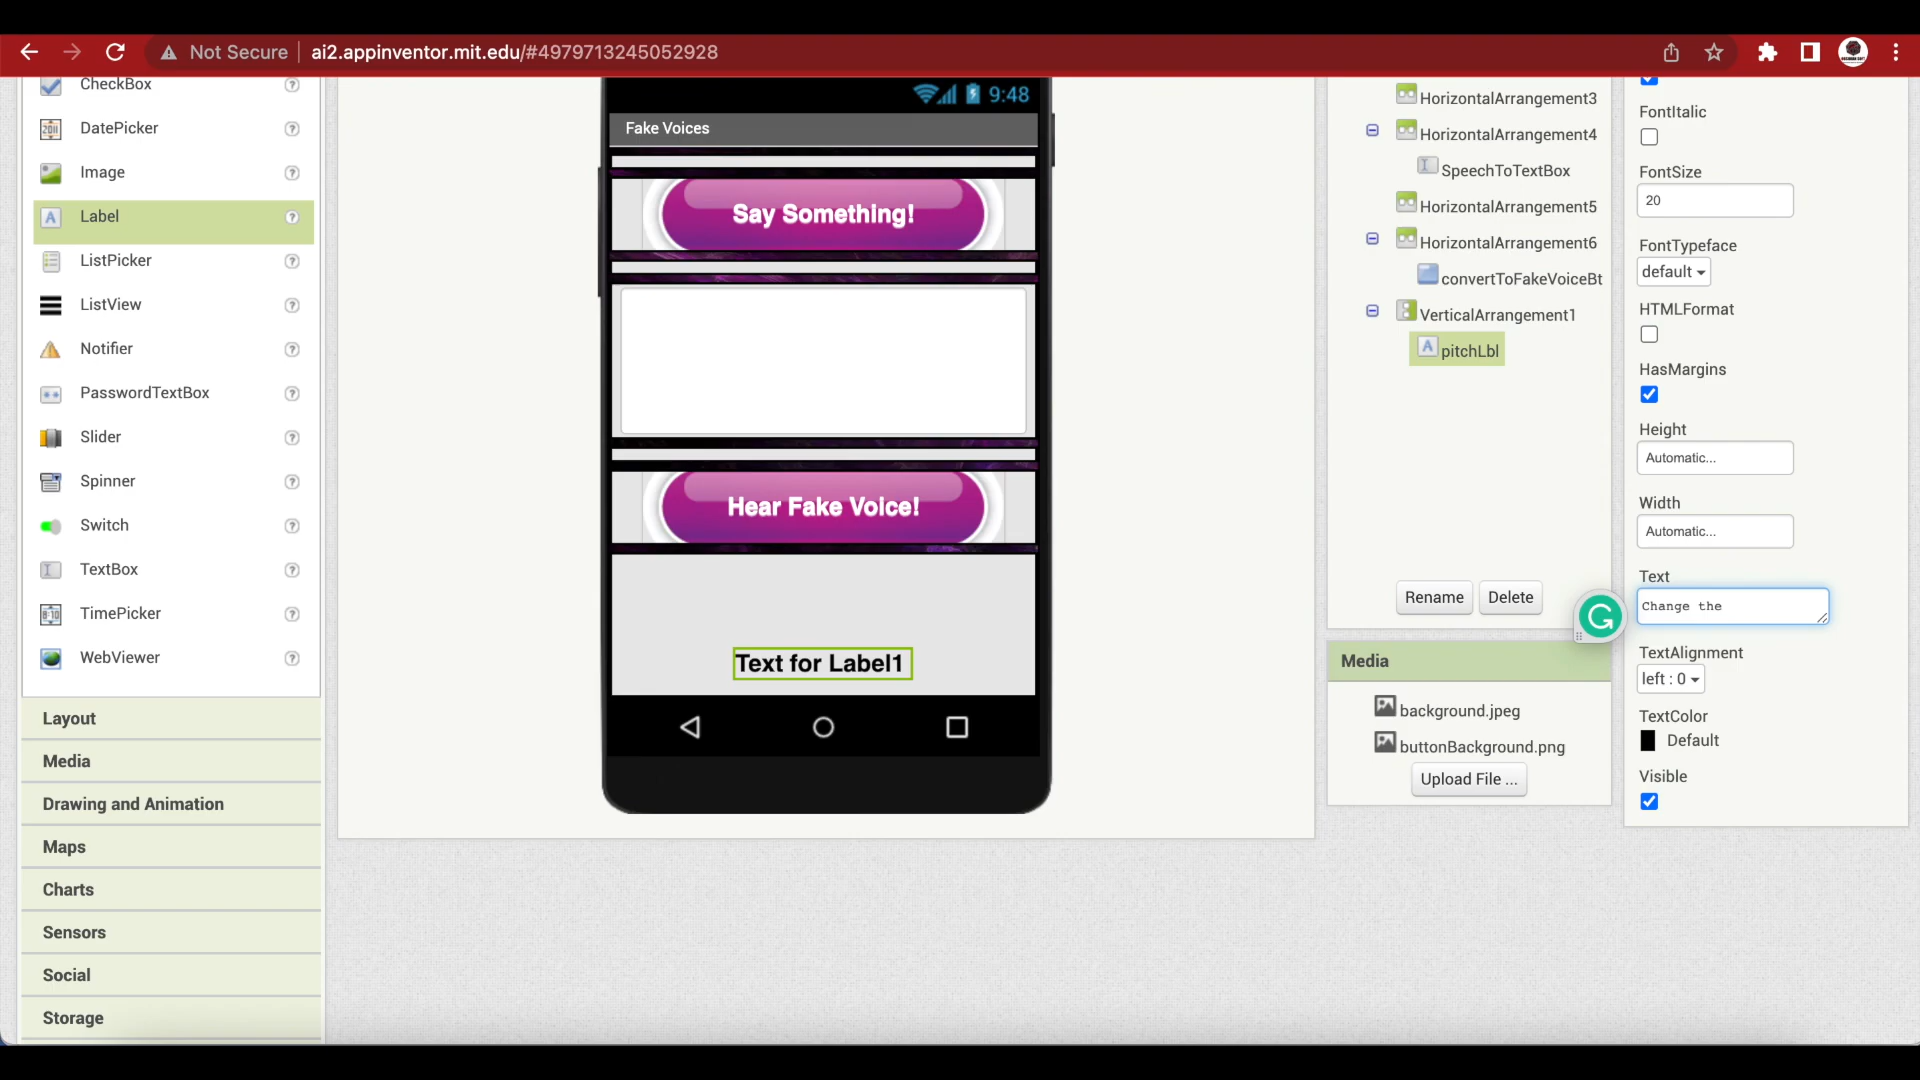 Not Secure
ai2.appinventor.mit.edu/#4979713245052928
CheckBox ?
DatePicker ?
Image ?
Label ?
ListPicker ?
ListView ?
Notifier ?
PasswordTextBox ?
Slider ?
Spinner ?
Switch ?
TextBox ?
TimePicker ?
WebViewer ?
Layout
Media
Drawing and Animation
Maps
Charts
Sensors
Social
Storage
9:48
Fake Voices
Say Something!
Hear Fake Voice!
Text for Label1
HorizontalArrangement3
HorizontalArrangement4
SpeechToTextBox
HorizontalArrangement5
HorizontalArrangement6
convertToFakeVoiceBt
VerticalArrangement1
pitchLbl
Rename Delete
Media
background.jpeg
buttonBackground.png
Upload File ...
FontItalic
FontSize
20
FontTypeface
default
HTMLFormat
HasMargins
Height
Automatic...
Width
Automatic...
Text
Change the
TextAlignment
left : 0
TextColor
Default
Visible